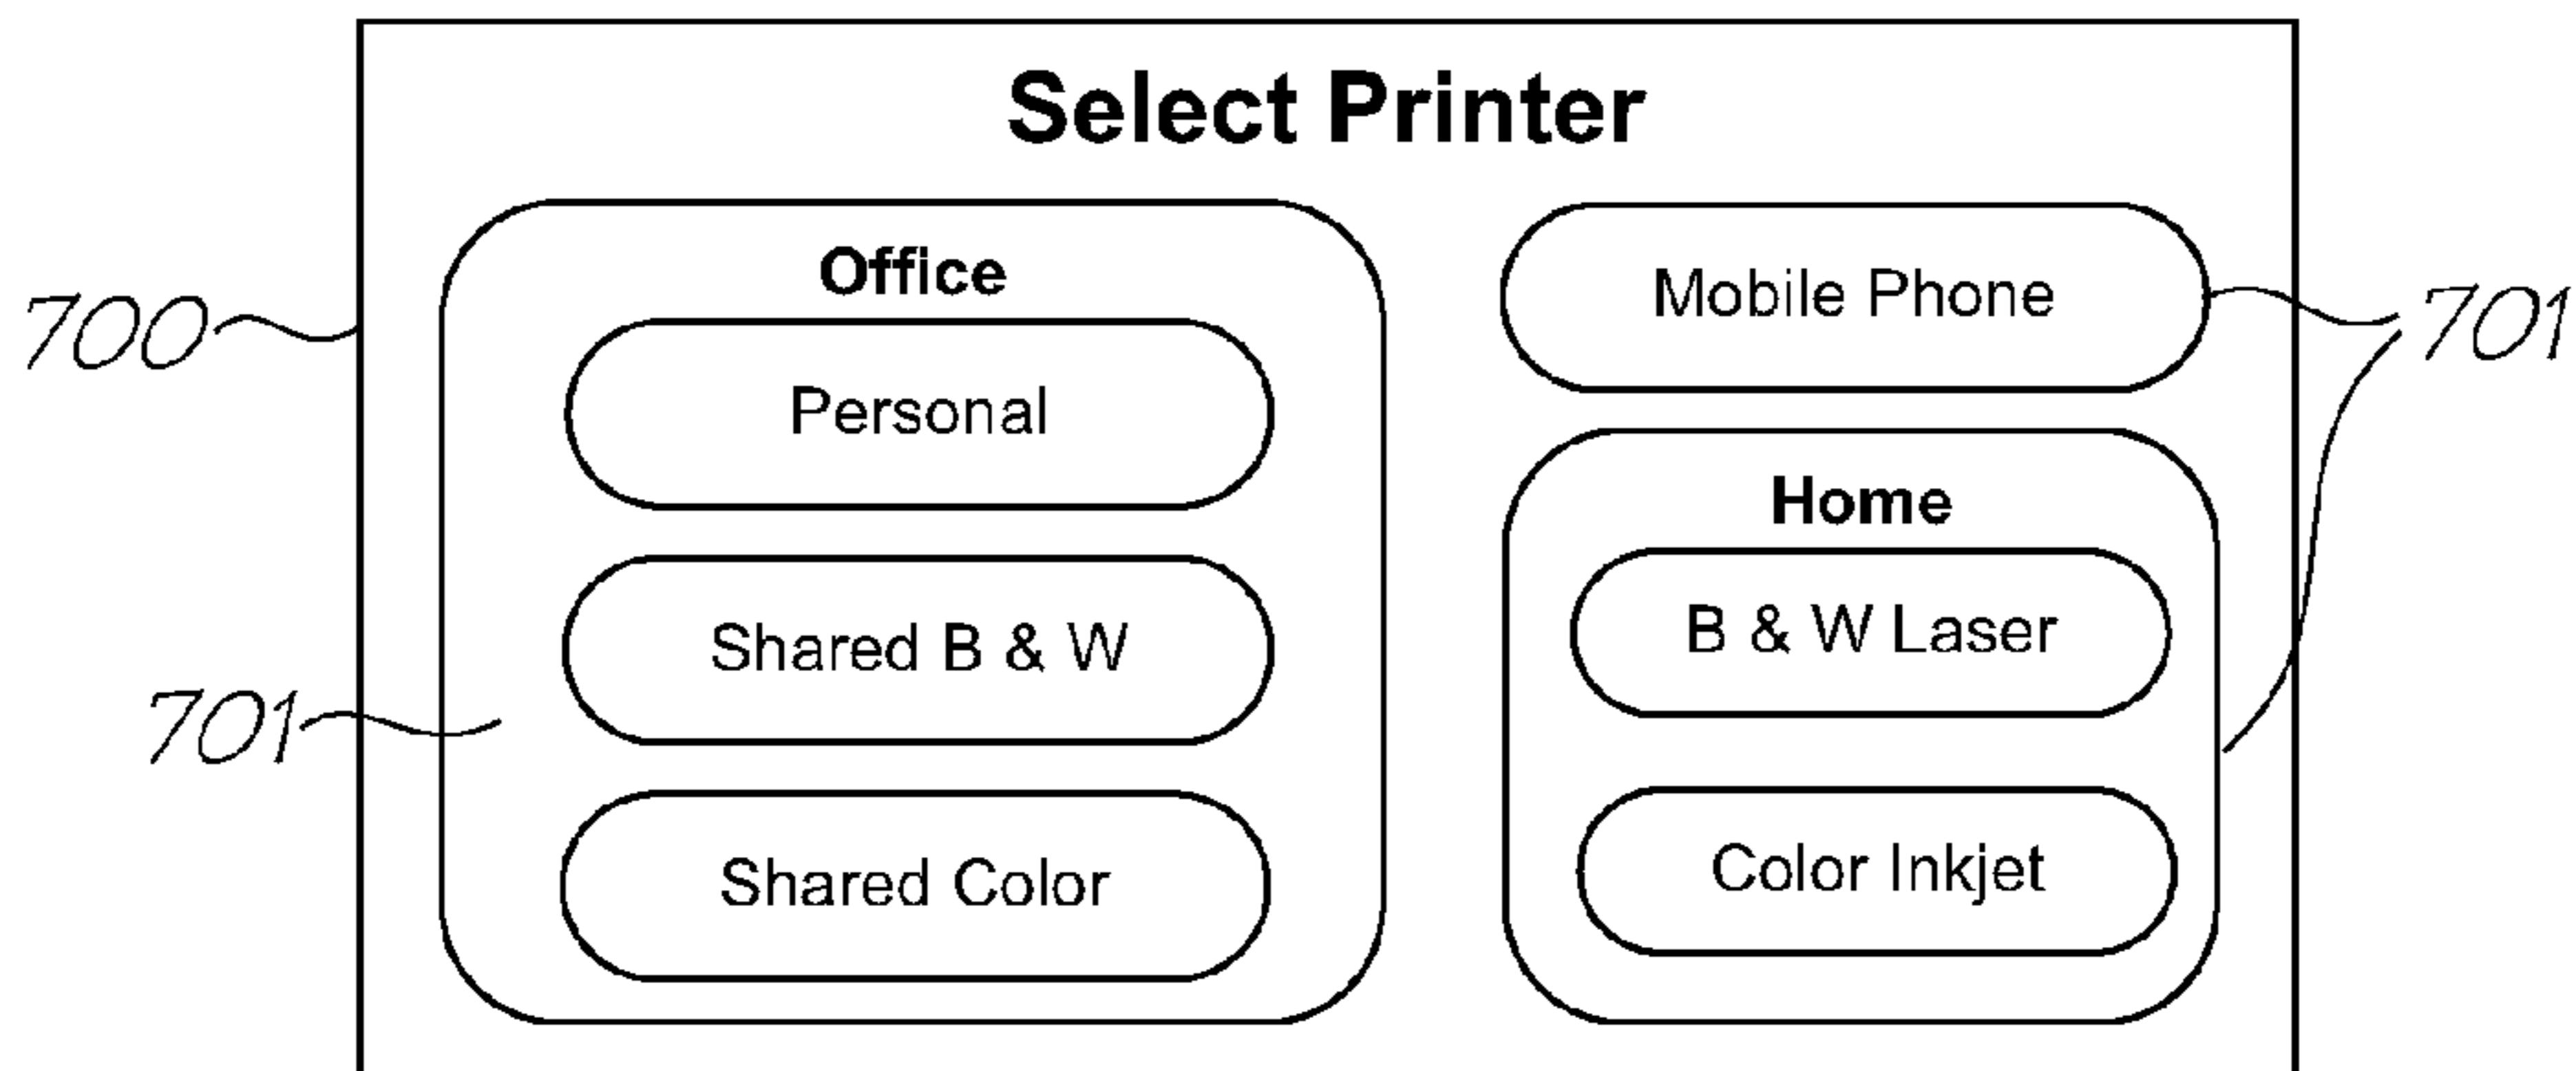 Select Printer
700
Office
Personal
Shared B & W
Shared Color
701
Mobile Phone
701
Home
B & W Laser
Color Inkjet